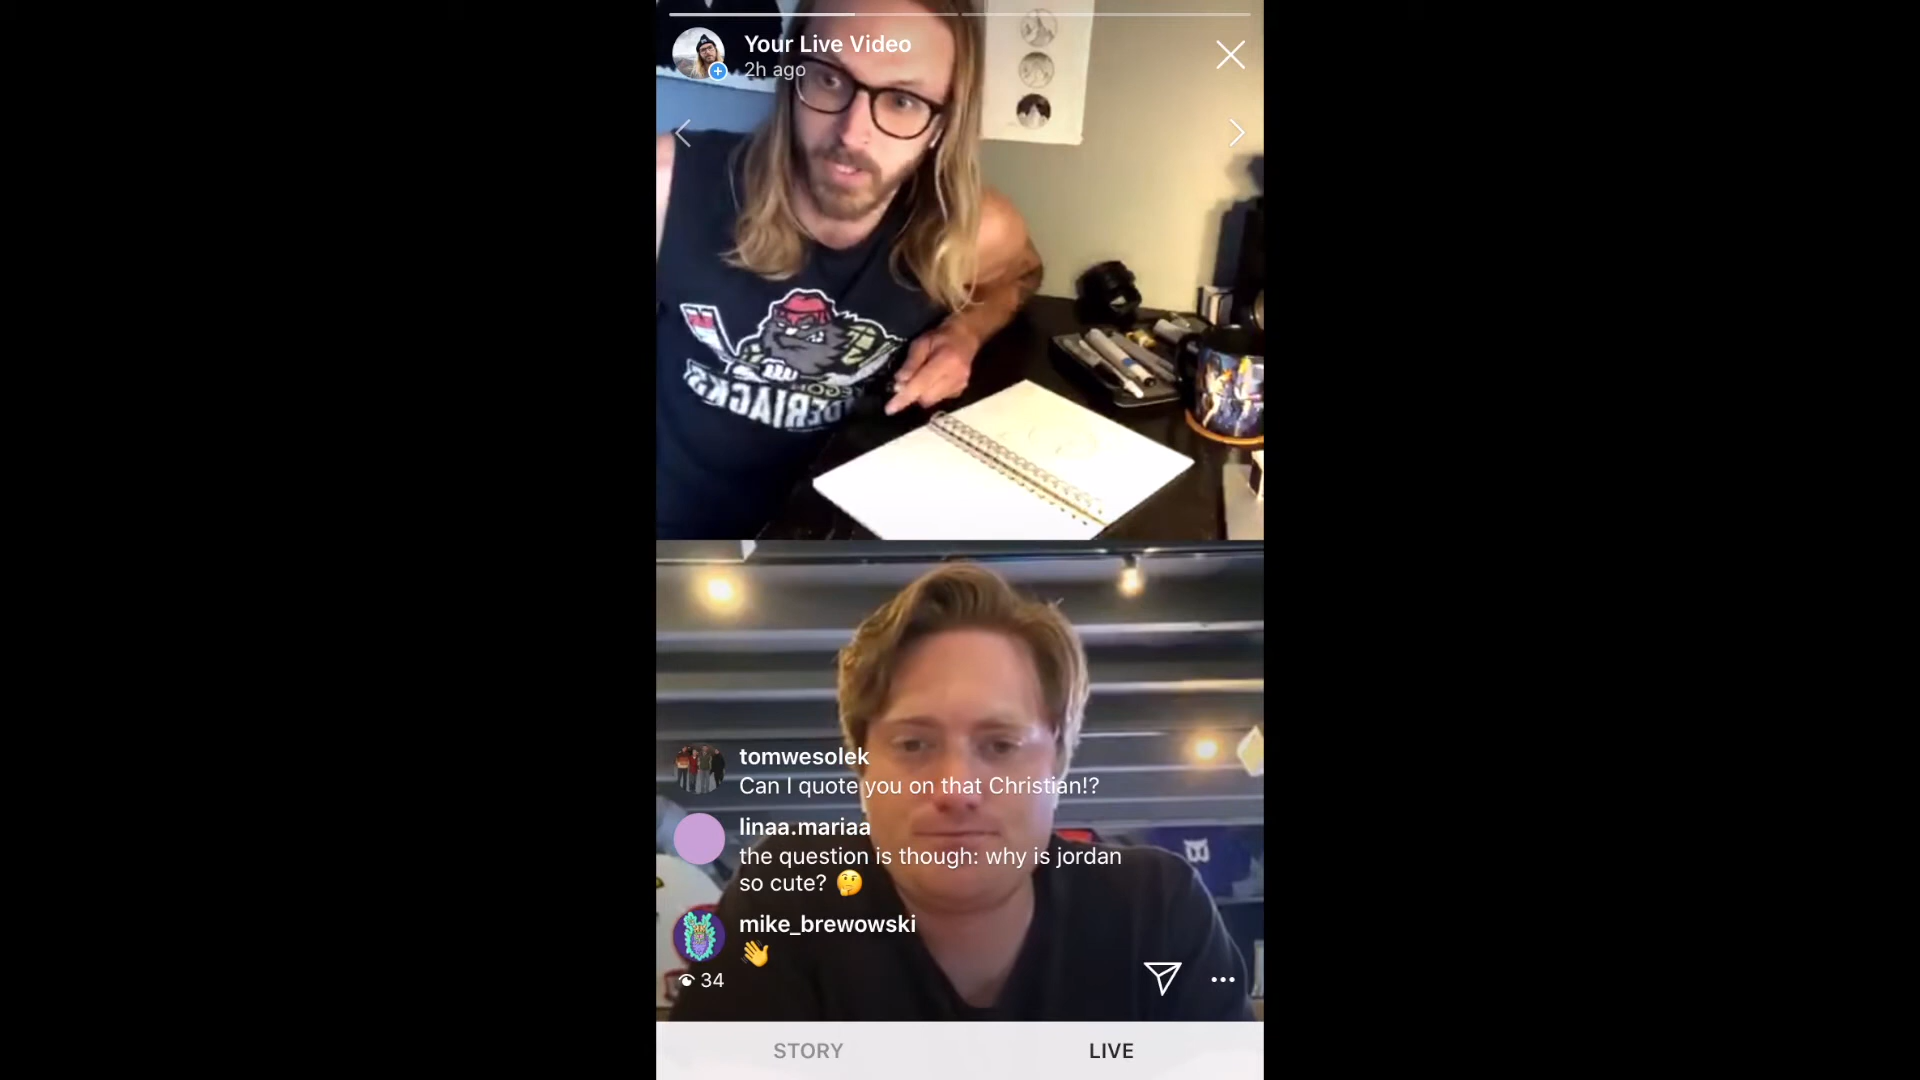 Your Live Video
2h ago
tomwesolek
Can I quote you on that Christian!?
linaa.mariaa
the question is though: why is jordan
so cute? 🤔
mike_brewowski
👋
34
STORY
LIVE